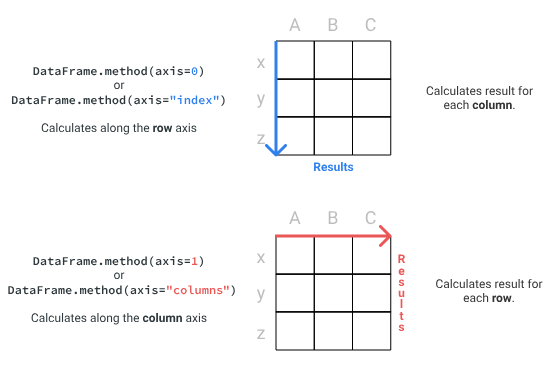 A B C
x
y
z
DataFrame.method(axis=0)
or
DataFrame.method(axis="index")
Calculates along the row axis
Calculates result for
each column.
Results
A B C
x
y
z
DataFrame.method(axis=1)
or
DataFrame.method(axis="columns")
Calculates along the column axis
Results
Calculates result for
each row.